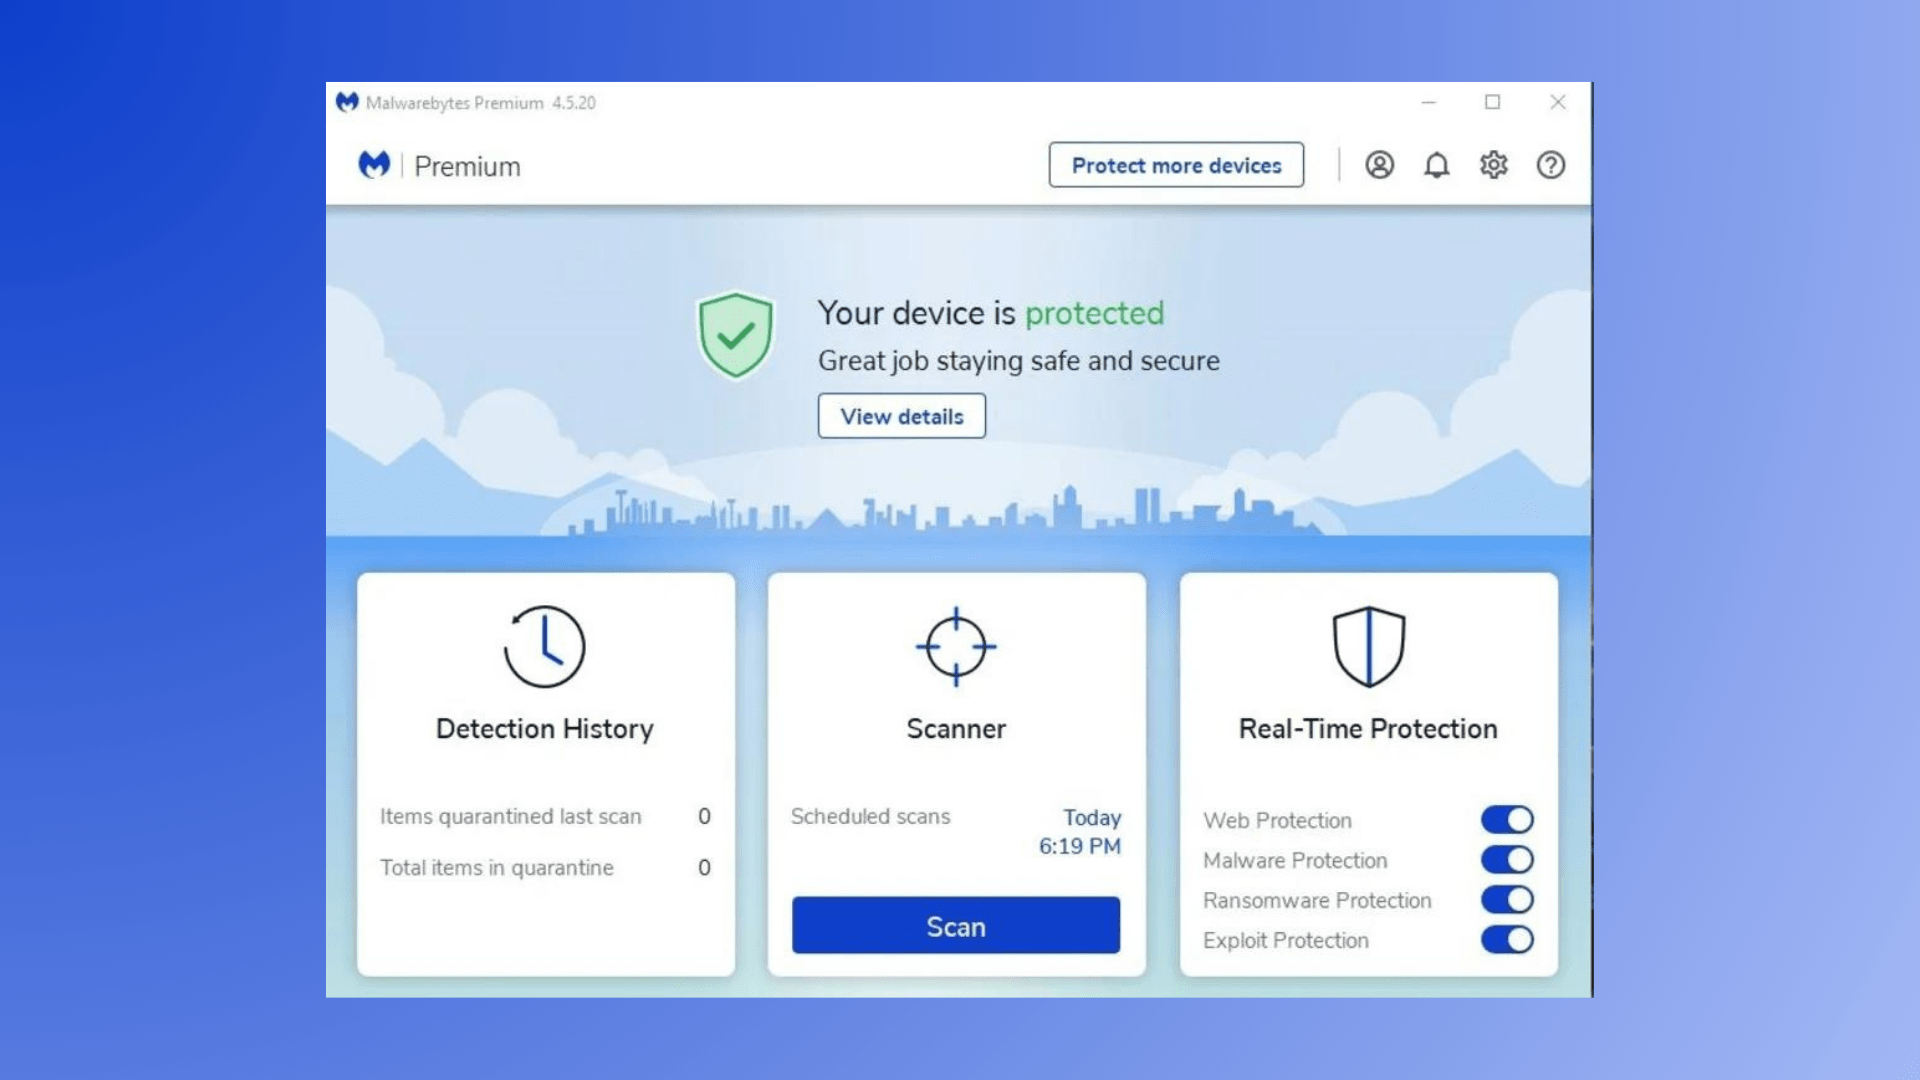 Malwarebytes Premium 4.5.20
Premium
Protect more devices
Your device is protected
Great job staying safe and secure
View details
Detection History
Items quarantined last scan 0
Total items in quarantine 0
Scanner
Scheduled scans Today
6:19 PM
Scan
Real-Time Protection
Web Protection
Malware Protection
Ransomware Protection
Exploit Protection